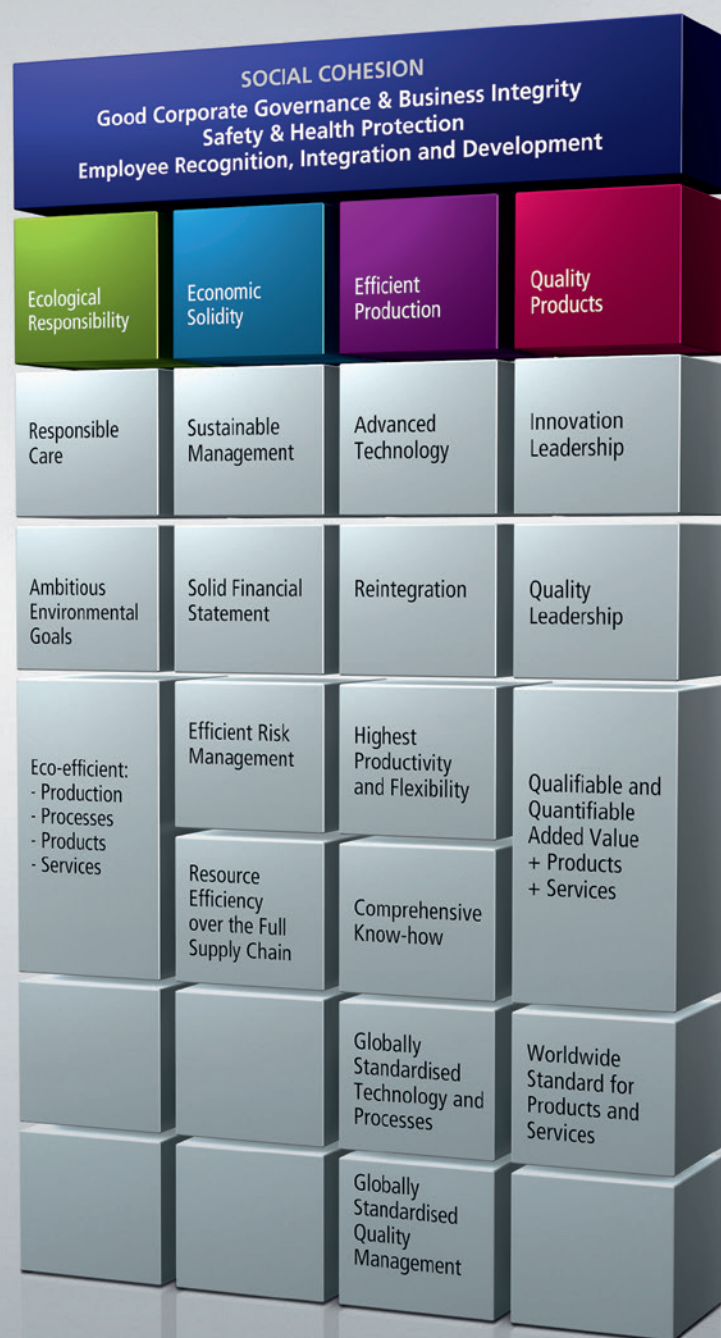 SOCIAL COHESION
Good Corporate Governance & Business Integrity
Safety & Health Protection
Employee Recognition, Integration and Development
Ecological
Responsibility
Economic
Solidity
Efficient
Production
Quality
Products
Responsible
Care
Sustainable
Management
Advanced
Technology
Innovation
Leadership
Ambitious
Environmental
Goals
Solid Financial
Statement
Reintegration
Quality
Leadership
Eco-efficient:
- Production
- Processes
- Products
- Services
Efficient Risk
Management
Highest
Productivity
and Flexibility
Qualifiable and
Quantifiable
Added Value
+ Products
+ Services
Resource
Efficiency
over the Full
Supply Chain
Comprehensive
Know-how
Globally
Standardised
Technology and
Processes
Worldwide
Standard for
Products and
Services
Globally
Standardised
Quality
Management